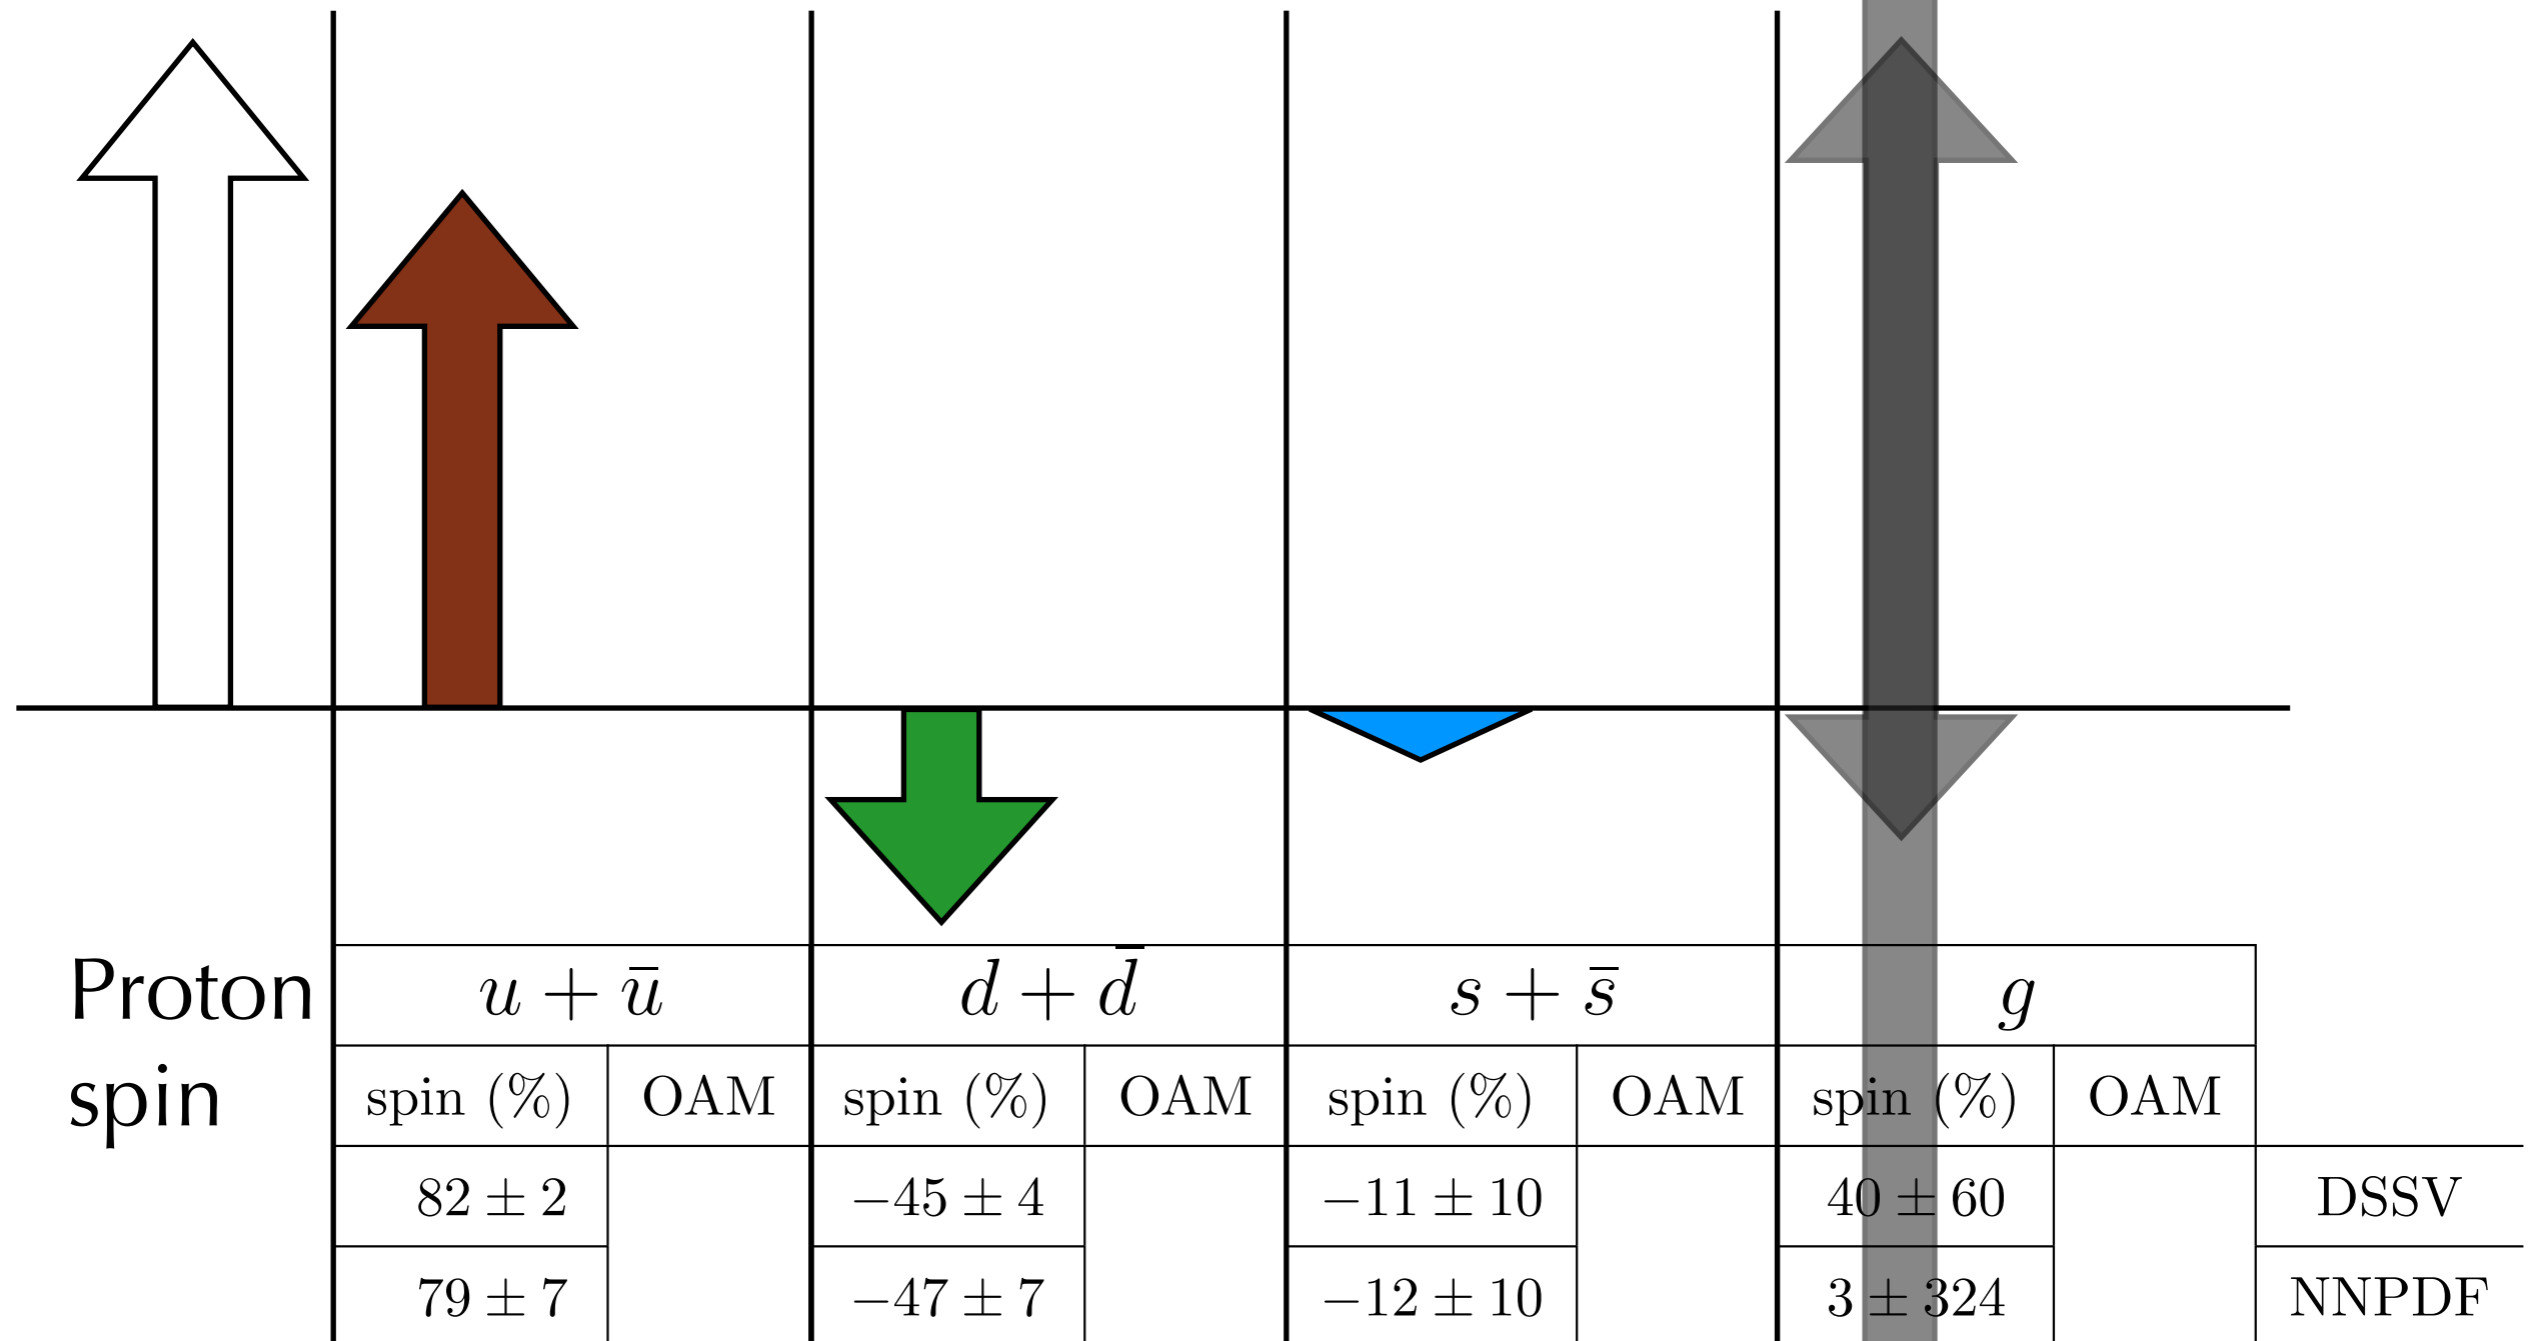 Proton spin
u + ū d + d̄ s + s̄ g
spin (%) OAM spin (%) OAM spin (%) OAM spin (%) OAM
82 ± 2 −45 ± 4 −11 ± 10 40 ± 60 DSSV
79 ± 7 −47 ± 7 −12 ± 10 3 ± 324 NNPDF